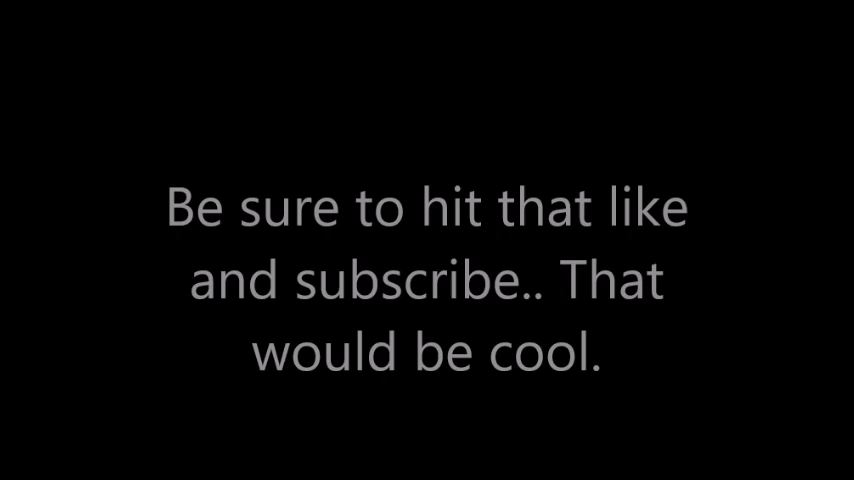 Be sure to hit that like
and subscribe.. That
would be cool.